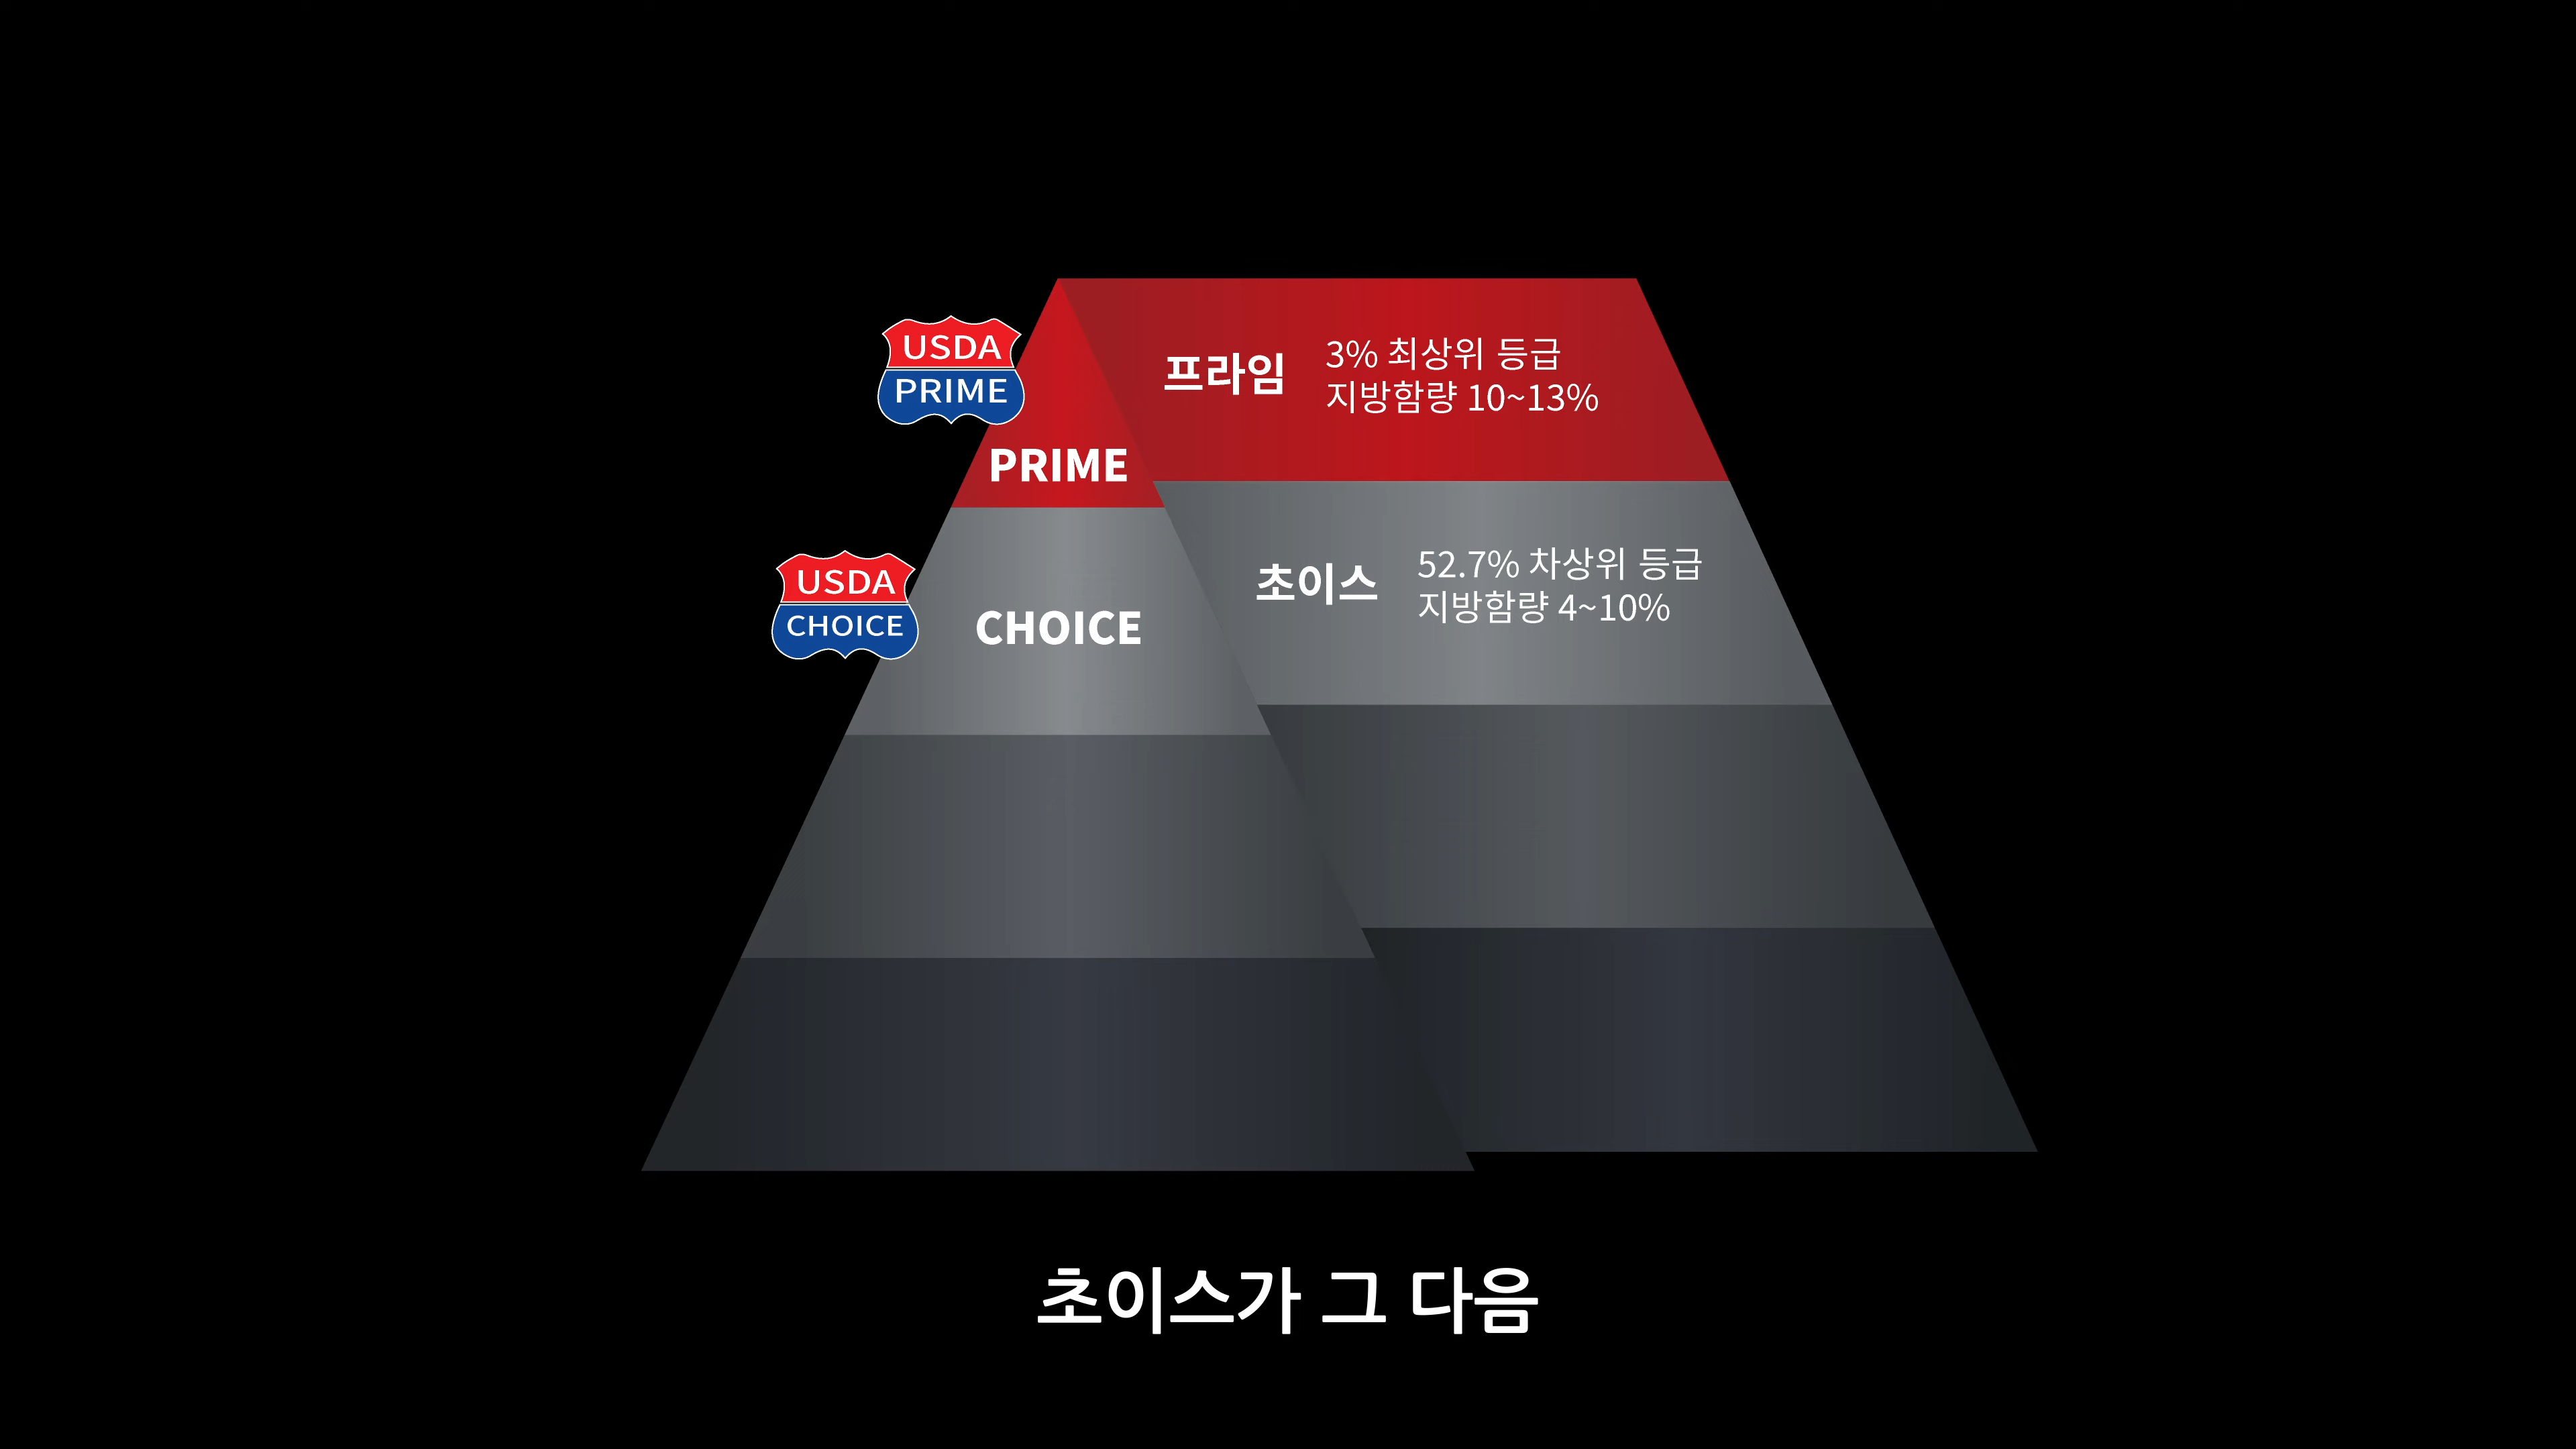 USDA
PRIME
PRIME
프라임
3% 최상위 등급
지방함량 10~13%
USDA
CHOICE
CHOICE
초이스
52.7% 차상위 등급
지방함량 4~10%
초이스가 그 다음